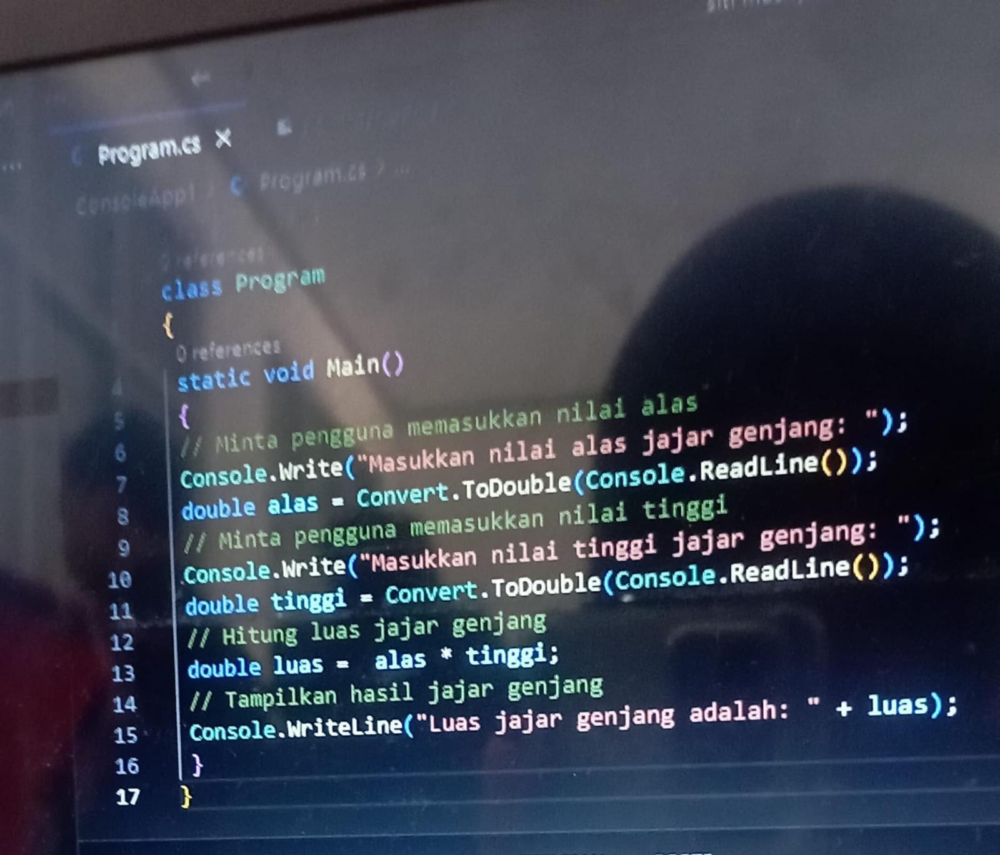 Program.cs
ConsoleApp1 > Program.cs > ...
0 references
class Program
{
0 references
4 static void Main()
5 {
6 // Minta pengguna memasukkan nilai alas
7 Console.Write("Masukkan nilai alas jajar genjang: ");
8 double alas = Convert.ToDouble(Console.ReadLine());
9 // Minta pengguna memasukkan nilai tinggi
10 Console.Write("Masukkan nilai tinggi jajar genjang: ");
11 double tinggi = Convert.ToDouble(Console.ReadLine());
12 // Hitung luas jajar genjang
13 double luas =  alas * tinggi;
14 // Tampilkan hasil jajar genjang
15 Console.WriteLine("Luas jajar genjang adalah: " + luas);
16 }
17 }